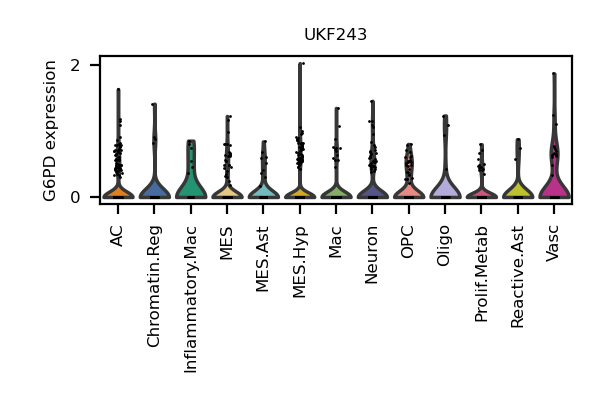 UKF243
G6PD expression
2
0
AC
Chromatin.Reg
Inflammatory.Mac
MES
MES.Ast
MES.Hyp
Mac
Neuron
OPC
Oligo
Prolif.Metab
Reactive.Ast
Vasc